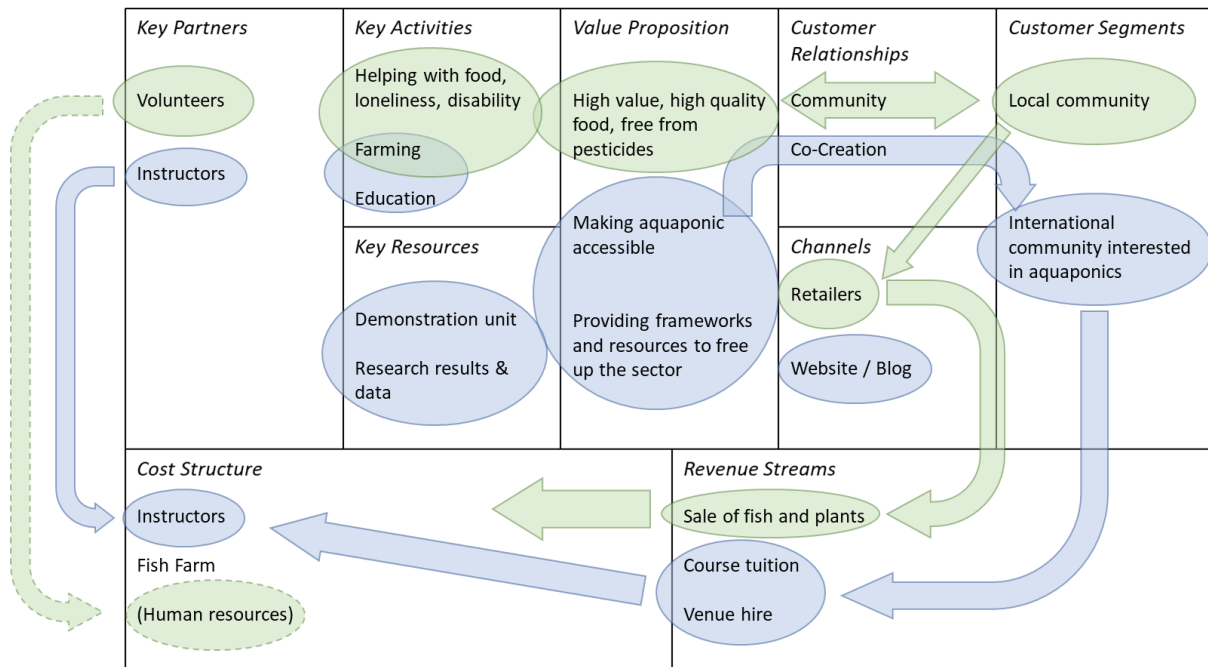 Key Partners
Volunteers
Instructors
Key Activities
Helping with food,
loneliness, disability
Farming
Education
Key Resources
Demonstration unit
Research results &
data
Value Proposition
High value, high quality
food, free from
pesticides
Making aquaponic
accessible
Providing frameworks
and resources to free
up the sector
Customer
Relationships
Community
Co-Creation
Channels
Retailers
Website / Blog
Customer Segments
Local community
International
community interested
in aquaponics
Cost Structure
Instructors
Fish Farm
(Human resources)
Revenue Streams
Sale of fish and plants
Course tuition
Venue hire